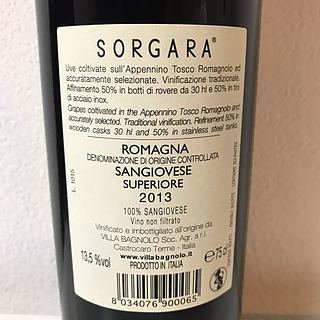 SORGARA®
Uve coltivate sull'Appennino Tosco Romagnolo ed
accuratamente selezionate. Vinificazione tradizionale.
Affinamento 50% in botti di rovere da 30 hl e 50% in tini
di acciaio inox.
Grapes cultivated in the Appennino Tosco Romagnolo and
accurately selected. Traditional vinification. Refinement 50% in
wooden casks 30 hl and 50% in stainless steel tanks.
ROMAGNA
DENOMINAZIONE DI ORIGINE CONTROLLATA
SANGIOVESE
SUPERIORE
2013
100% SANGIOVESE
Vino non filtrato
Vinificato e imbottigliato all'origine da
VILLA BAGNOLO Soc. Agr. a r.l.
Castrocaro Terme - Italia
www.villabagnolo.it
PRODOTTO IN ITALIA
13,5 %vol
75 cl e
L. 1015
8 034076 900065